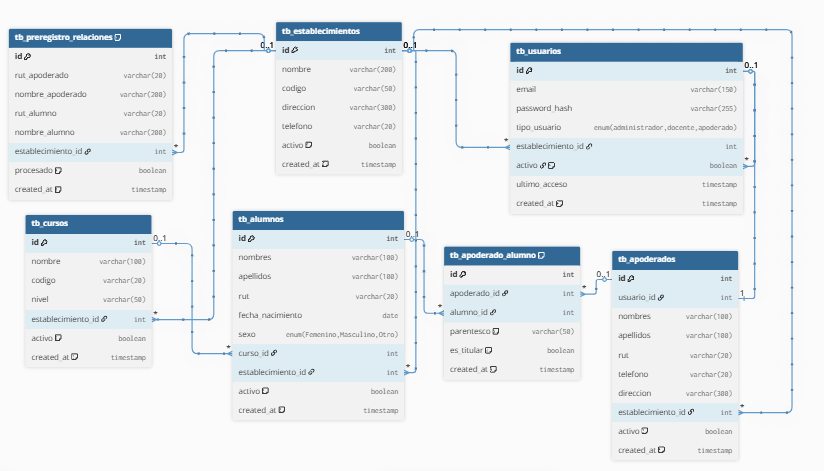 tb_preregistro_relaciones
id int
rut_apoderado varchar(20)
nombre_apoderado varchar(200)
rut_alumno varchar(20)
nombre_alumno varchar(200)
establecimiento_id int
procesado boolean
created_at timestamp
*
tb_establecimientos
0..1 id int 0..1
nombre varchar(200)
codigo varchar(50)
direccion varchar(300)
telefono varchar(20)
activo boolean
created_at timestamp
tb_usuarios
id int 0..1
email varchar(150)
password_hash varchar(255)
tipo_usuario enum(administrador,docente,apoderado)
* establecimiento_id int
activo boolean *
ultimo_acceso timestamp
created_at timestamp
tb_cursos
id int 0..1
nombre varchar(100)
codigo varchar(20)
nivel varchar(50)
establecimiento_id int *
activo boolean
created_at timestamp
tb_alumnos
id int 0..1
nombres varchar(100)
apellidos varchar(100)
rut varchar(20)
fecha_nacimiento date
sexo enum(Femenino,Masculino,Otro)
* curso_id int
establecimiento_id int *
activo boolean
created_at timestamp
tb_apoderado_alumno
id int
apoderado_id int *
* alumno_id int
parentesco varchar(50)
es_titular boolean
created_at timestamp
tb_apoderados
0..1 id int
usuario_id int 1
nombres varchar(100)
apellidos varchar(100)
rut varchar(20)
telefono varchar(20)
direccion varchar(300)
establecimiento_id int *
activo boolean
created_at timestamp